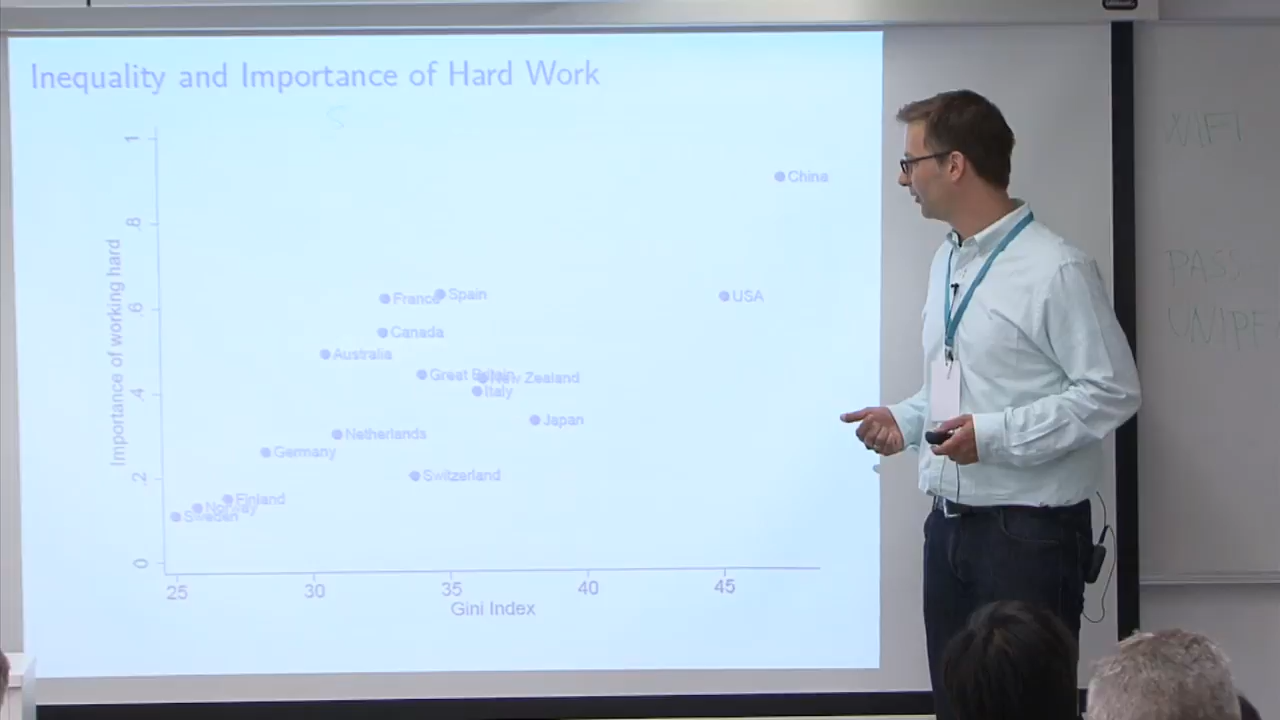 Inequality and Importance of Hard Work
Importance of working hard
1
.8
.6
.4
.2
0
China
France
Spain
USA
Canada
Australia
Great Britain
New Zealand
Italy
Japan
Netherlands
Germany
Switzerland
Finland
Norway
Sweden
25 30 35 40 45
Gini Index
WIFI
PASS